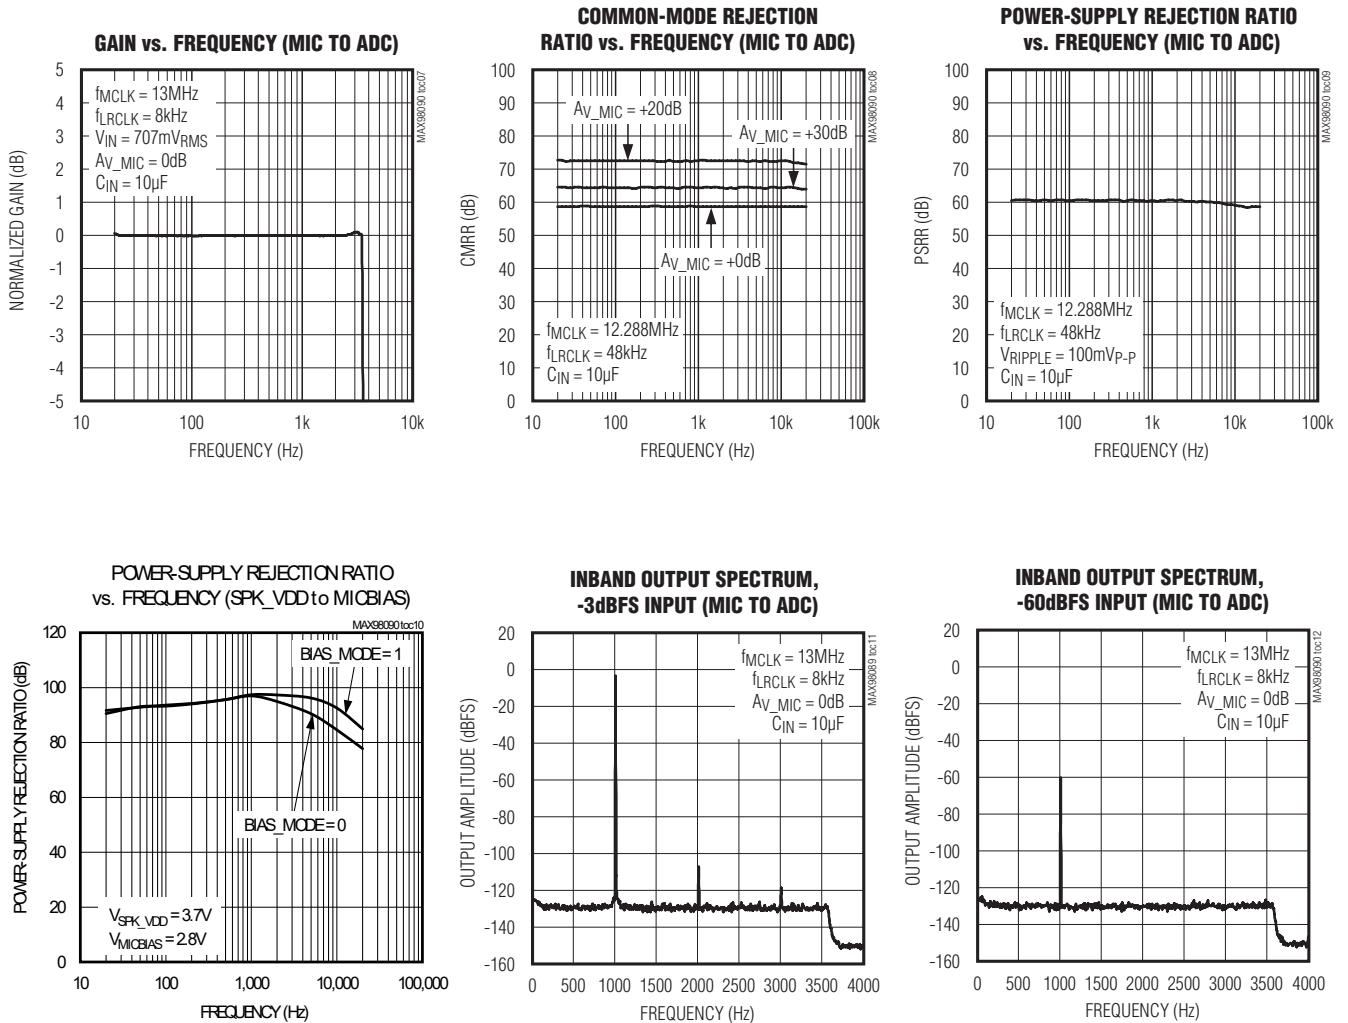 GAIN vs. FREQUENCY (MIC TO ADC)
5
4
3
2
1
0
-1
-2
-3
-4
-5
NORMALIZED GAIN (dB)
fMCLK = 13MHz
fLRCLK = 8kHz
VIN = 707mVRMS
AV_MIC = 0dB
CIN = 10µF
MAX98090 toc07
10
100
1k
10k
FREQUENCY (Hz)
COMMON-MODE REJECTION
RATIO vs. FREQUENCY (MIC TO ADC)
100
90
80
70
60
50
40
30
20
10
0
CMRR (dB)
AV_MIC = +20dB
AV_MIC = +30dB
AV_MIC = +0dB
fMCLK = 12.288MHz
fLRCLK = 48kHz
CIN = 10µF
MAX98090 toc08
10
100
1k
10k
100k
FREQUENCY (Hz)
POWER-SUPPLY REJECTION RATIO
vs. FREQUENCY (MIC TO ADC)
100
90
80
70
60
50
40
30
20
10
0
PSRR (dB)
fMCLK = 12.288MHz
fLRCLK = 48kHz
VRIPPLE = 100mVP-P
CIN = 10µF
MAX98090 toc09
10
100
1k
10k
100k
FREQUENCY (Hz)
POWER-SUPPLY REJECTION RATIO
vs. FREQUENCY (SPK_VDD to MICBIAS)
MAX98090 toc10
120
100
80
60
40
20
0
POWER-SUPPLY REJECTION RATIO (dB)
BIAS_MODE = 1
BIAS_MODE = 0
VSPK_VDD = 3.7V
VMICBIAS = 2.8V
10
100
1,000
10,000
100,000
FREQUENCY (Hz)
INBAND OUTPUT SPECTRUM,
-3dBFS INPUT (MIC TO ADC)
20
0
-20
-40
-60
-80
-100
-120
-140
-160
OUTPUT AMPLITUDE (dBFS)
fMCLK = 13MHz
fLRCLK = 8kHz
AV_MIC = 0dB
CIN = 10µF
MAX98089 toc11
0
500
1000
1500
2000
2500
3000
3500
4000
FREQUENCY (Hz)
INBAND OUTPUT SPECTRUM,
-60dBFS INPUT (MIC TO ADC)
20
0
-20
-40
-60
-80
-100
-120
-140
-160
OUTPUT AMPLITUDE (dBFS)
fMCLK = 13MHz
fLRCLK = 8kHz
AV_MIC = 0dB
CIN = 10µF
MAX98090 toc12
0
500
1000
1500
2000
2500
3000
3500
4000
FREQUENCY (Hz)